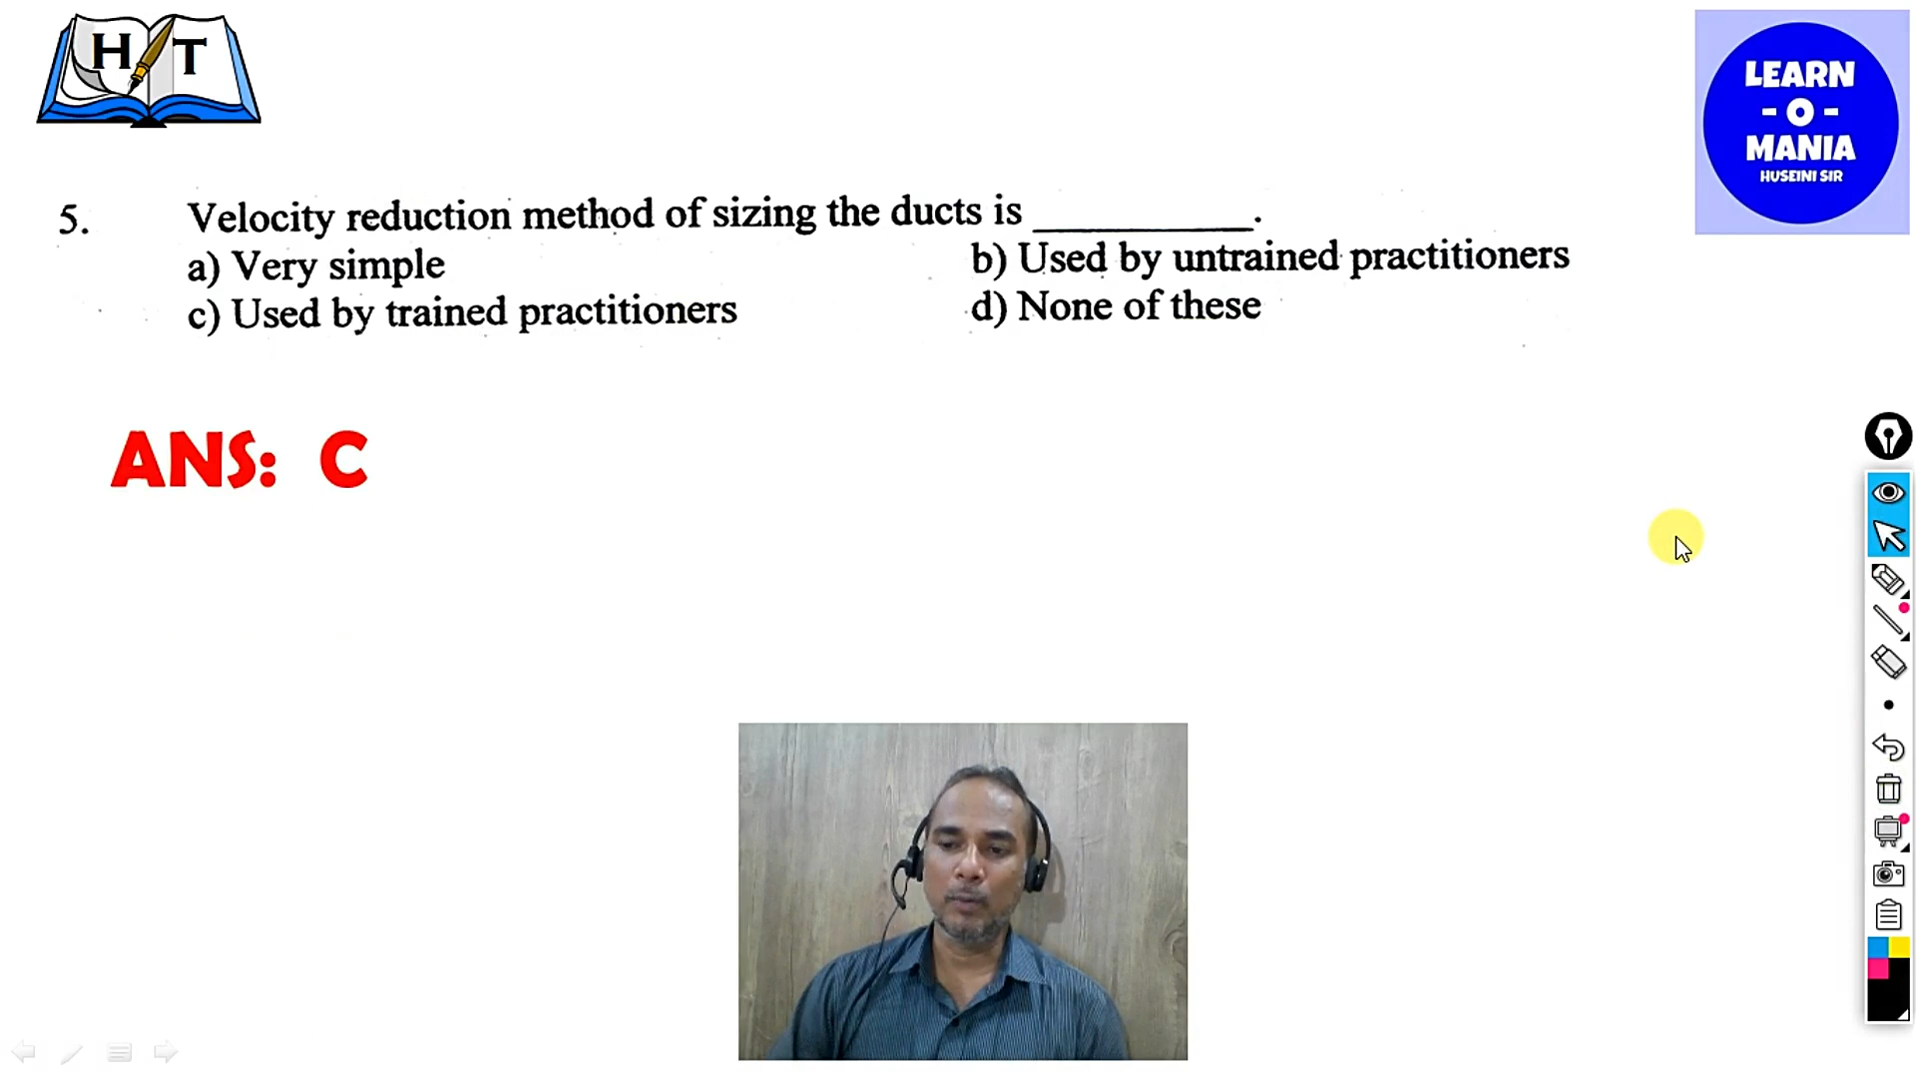 H T
LEARN
- O -
MANIA
HUSEINI SIR
5. Velocity reduction method of sizing the ducts is ___________.
a) Very simple b) Used by untrained practitioners
c) Used by trained practitioners d) None of these
ANS: C